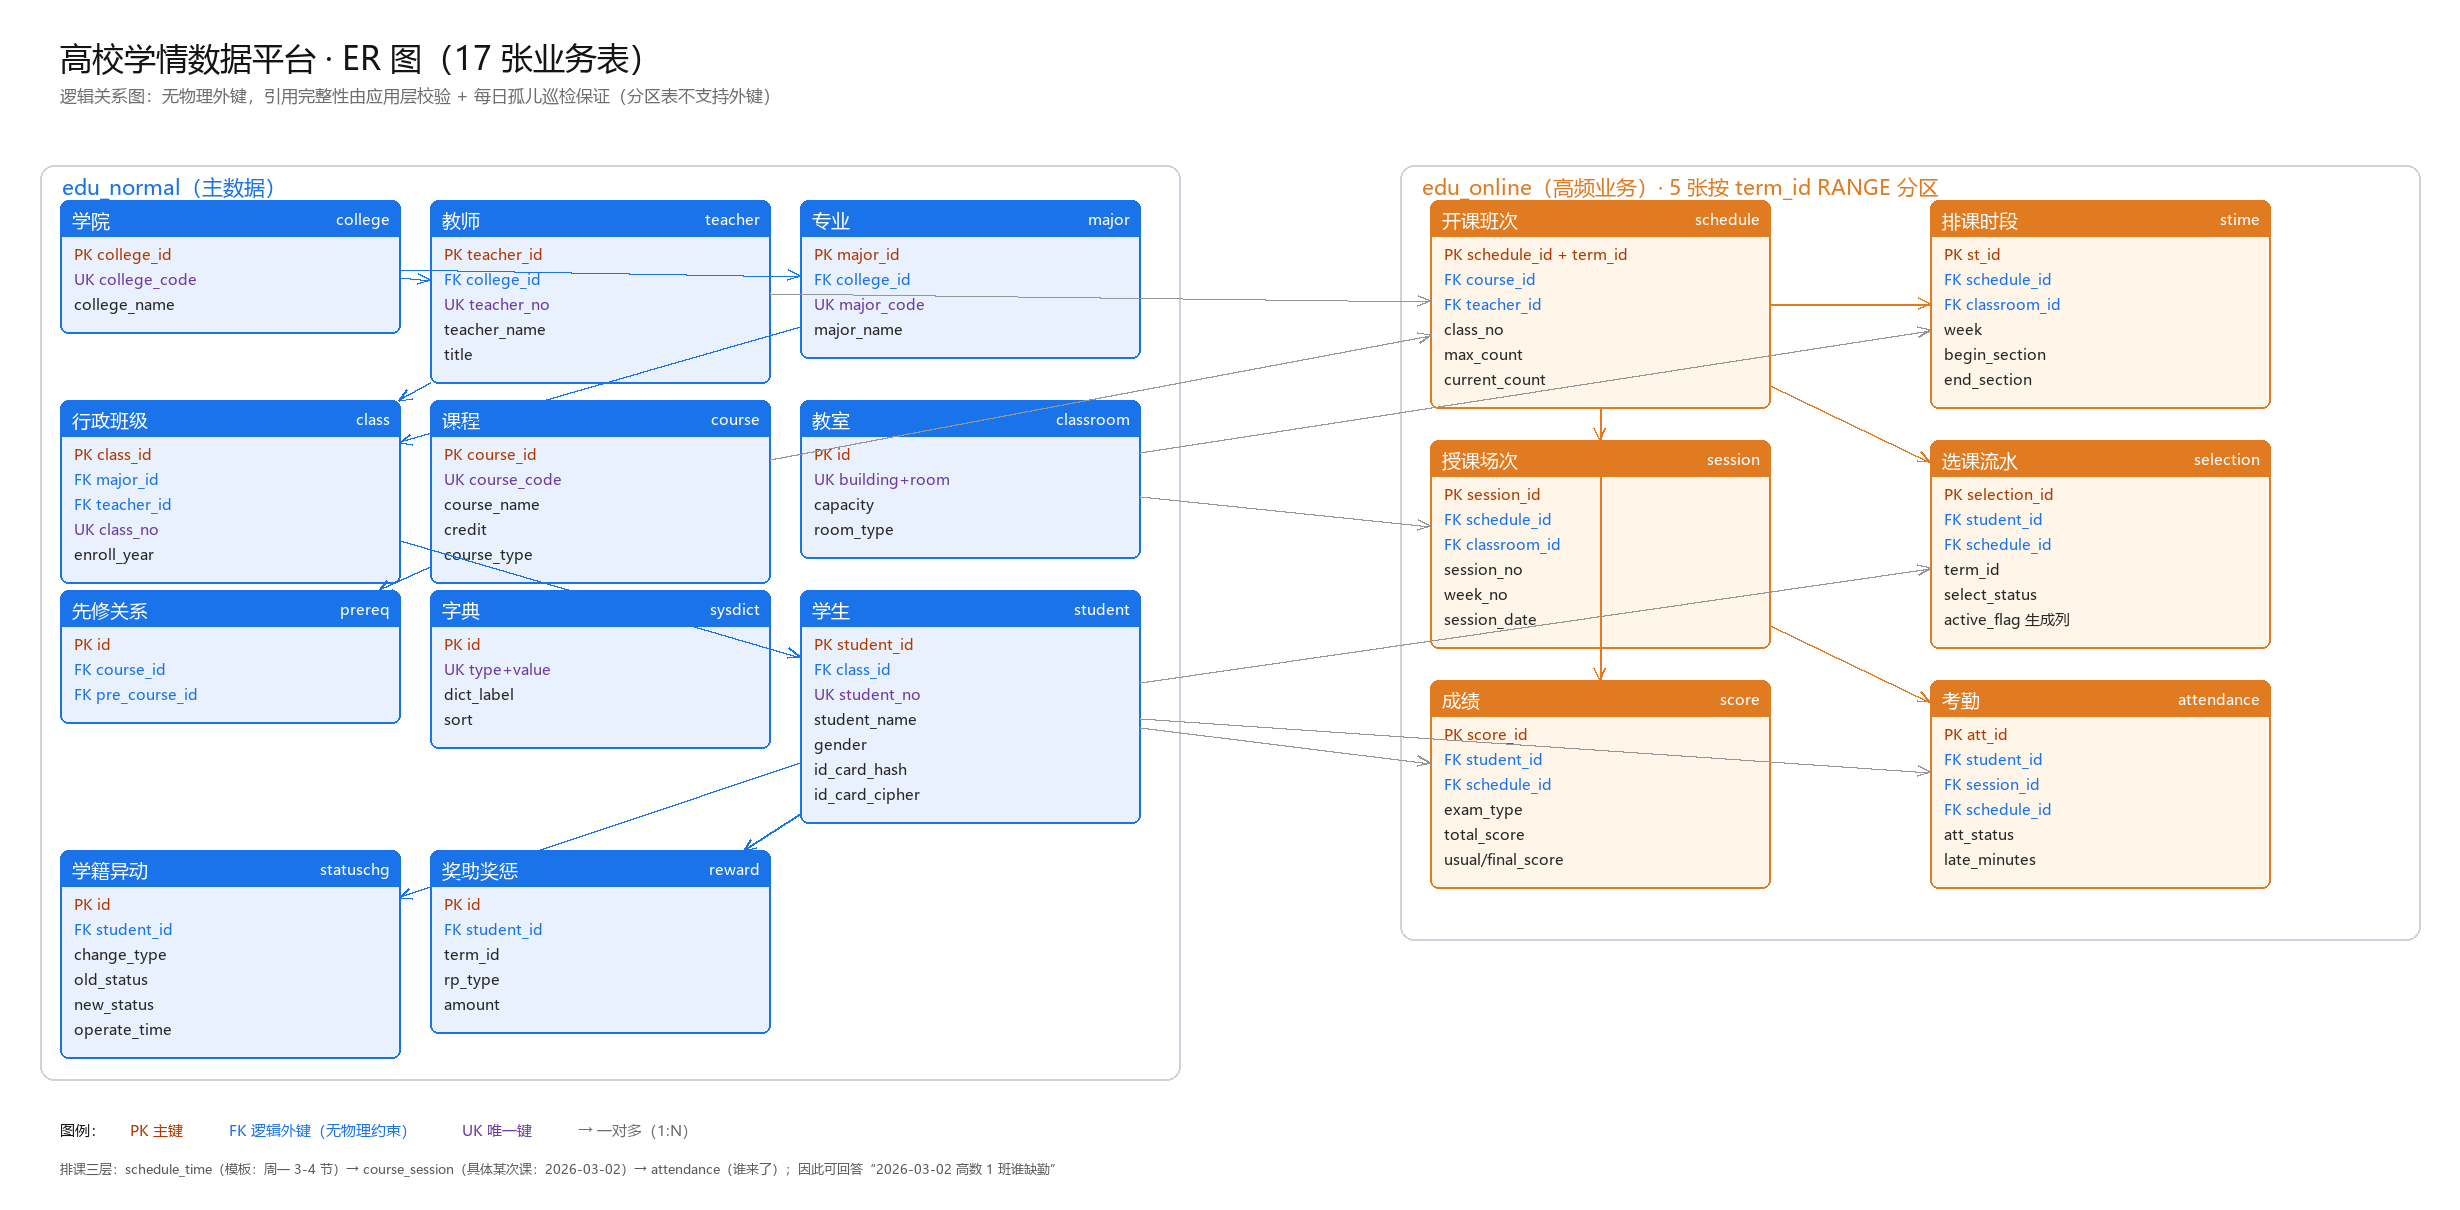 高校学情数据平台 · ER 图（17 张业务表）
逻辑关系图：无物理外键，引用完整性由应用层校验 + 每日孤儿巡检保证（分区表不支持外键）
edu_normal（主数据）
学院 college
PK college_id
UK college_code
college_name
教师 teacher
PK teacher_id
FK college_id
UK teacher_no
teacher_name
title
专业 major
PK major_id
FK college_id
UK major_code
major_name
行政班级 class
PK class_id
FK major_id
FK teacher_id
UK class_no
enroll_year
课程 course
PK course_id
UK course_code
course_name
credit
course_type
教室 classroom
PK id
UK building+room
capacity
room_type
先修关系 prereq
PK id
FK course_id
FK pre_course_id
字典 sysdict
PK id
UK type+value
dict_label
sort
学生 student
PK student_id
FK class_id
UK student_no
student_name
gender
id_card_hash
id_card_cipher
学籍异动 statuschg
PK id
FK student_id
change_type
old_status
new_status
operate_time
奖助奖惩 reward
PK id
FK student_id
term_id
rp_type
amount
edu_online（高频业务）· 5 张按 term_id RANGE 分区
开课班次 schedule
PK schedule_id + term_id
FK course_id
FK teacher_id
class_no
max_count
current_count
排课时段 stime
PK st_id
FK schedule_id
FK classroom_id
week
begin_section
end_section
授课场次 session
PK session_id
FK schedule_id
FK classroom_id
session_no
week_no
session_date
选课流水 selection
PK selection_id
FK student_id
FK schedule_id
term_id
select_status
active_flag 生成列
成绩 score
PK score_id
FK student_id
FK schedule_id
exam_type
total_score
usual/final_score
考勤 attendance
PK att_id
FK student_id
FK session_id
FK schedule_id
att_status
late_minutes
图例： PK 主键 FK 逻辑外键（无物理约束） UK 唯一键 → 一对多（1:N）
排课三层：schedule_time（模板：周一 3-4 节）→ course_session（具体某次课：2026-03-02）→ attendance（谁来了）；因此可回答“2026-03-02 高数 1 班谁缺勤”